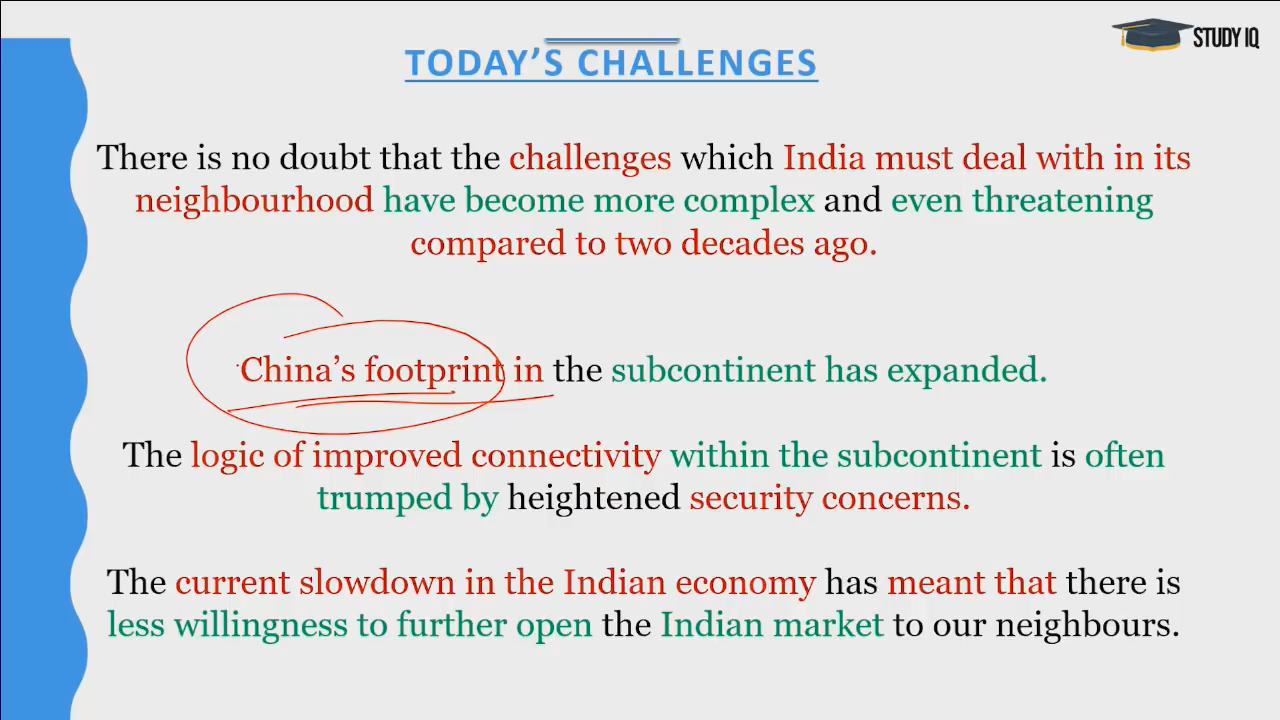 STUDY IQ
TODAY'S CHALLENGES
There is no doubt that the challenges which India must deal with in its
neighbourhood have become more complex and even threatening
compared to two decades ago.
China's footprint in the subcontinent has expanded.
The logic of improved connectivity within the subcontinent is often
trumped by heightened security concerns.
The current slowdown in the Indian economy has meant that there is
less willingness to further open the Indian market to our neighbours.